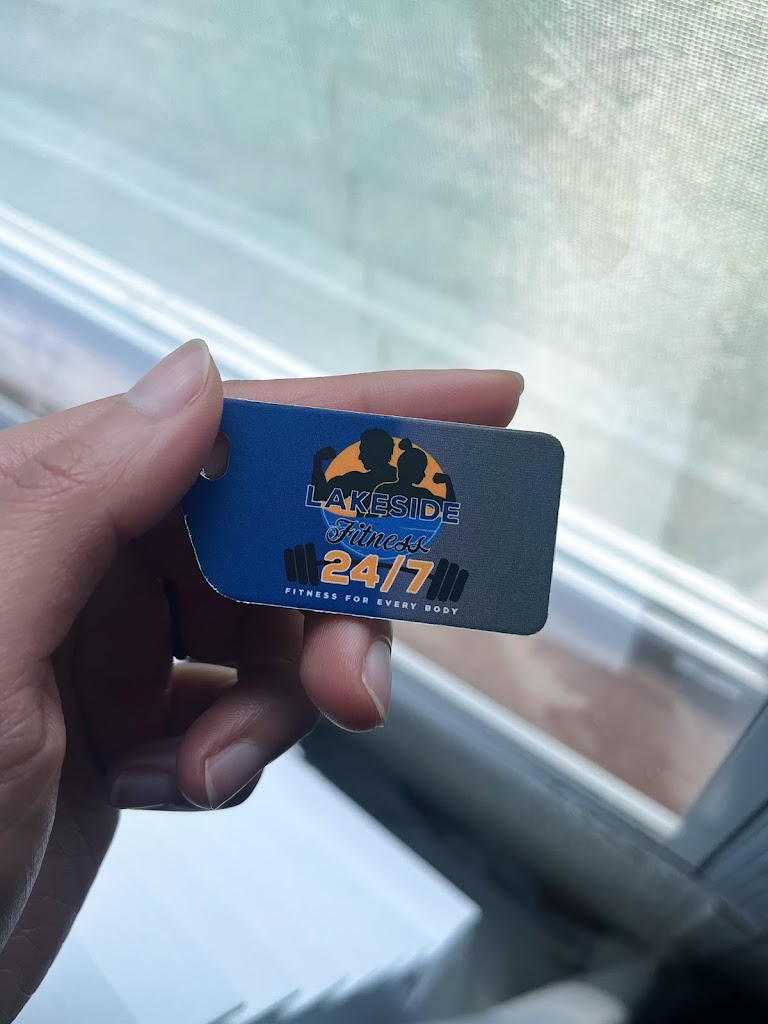 LAKESIDE
Fitness
24/7
FITNESS FOR EVERY BODY